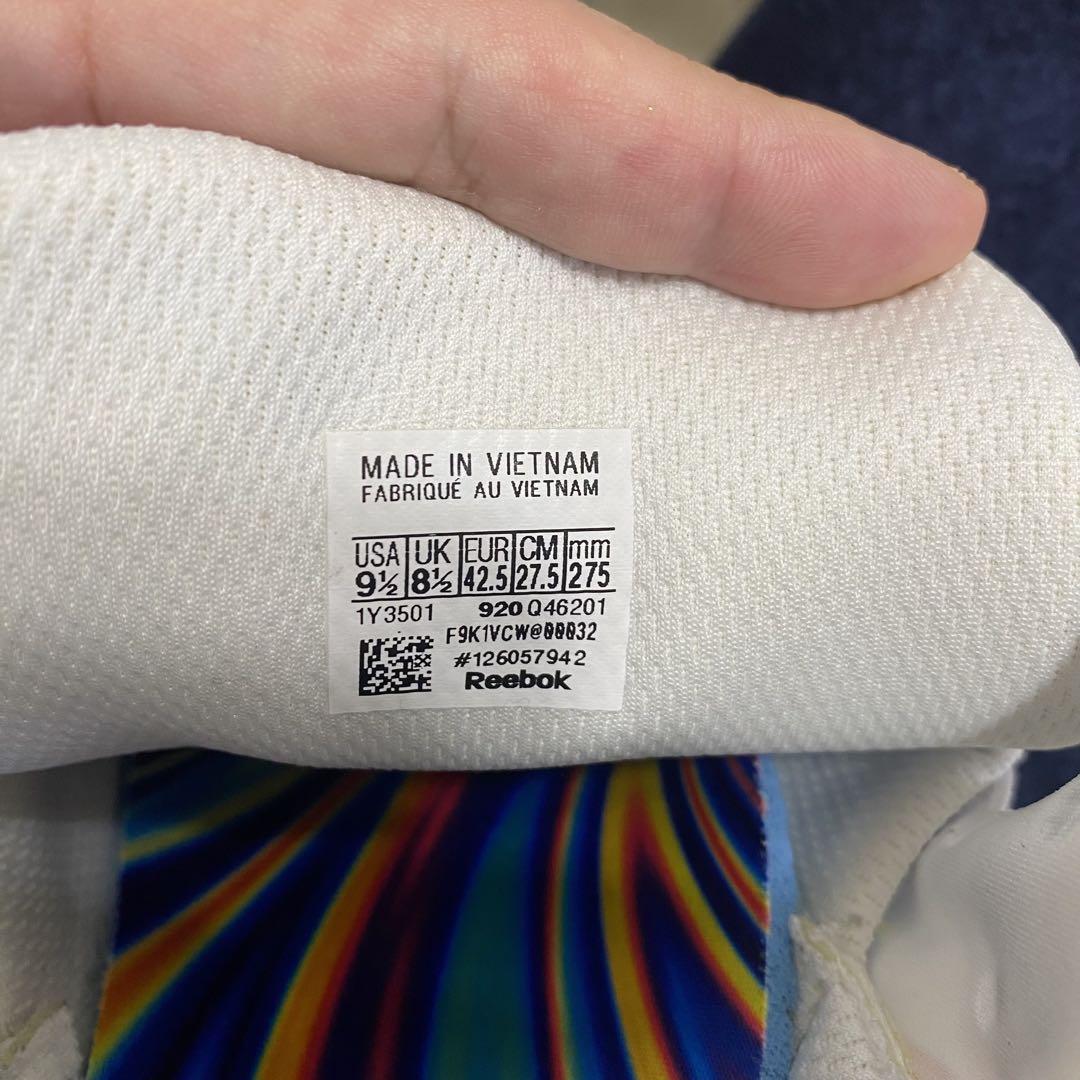 MADE IN VIETNAM
FABRIQUÉ AU VIETNAM
USA UK EUR CM mm
9½ 8½ 42.5 27.5 275
1Y3501 920 Q46201
F9K1VCW@00032
#126057942
Reebok